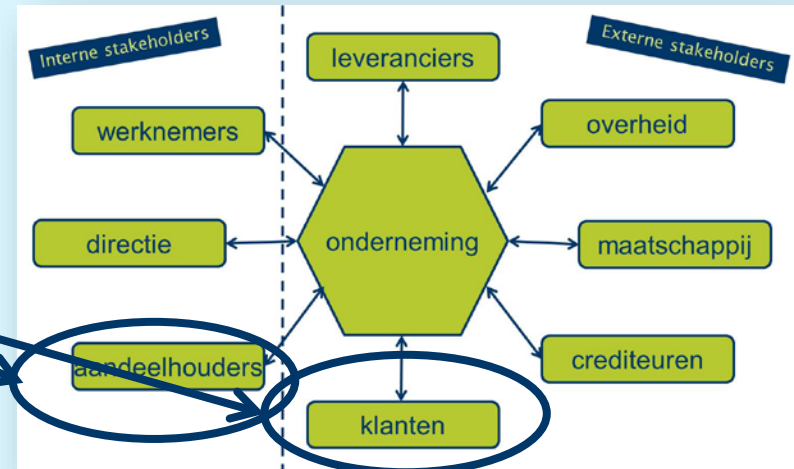 Interne stakeholders
Externe stakeholders
leveranciers
werknemers
overheid
directie
onderneming
maatschappij
aandeelhouders
crediteuren
klanten